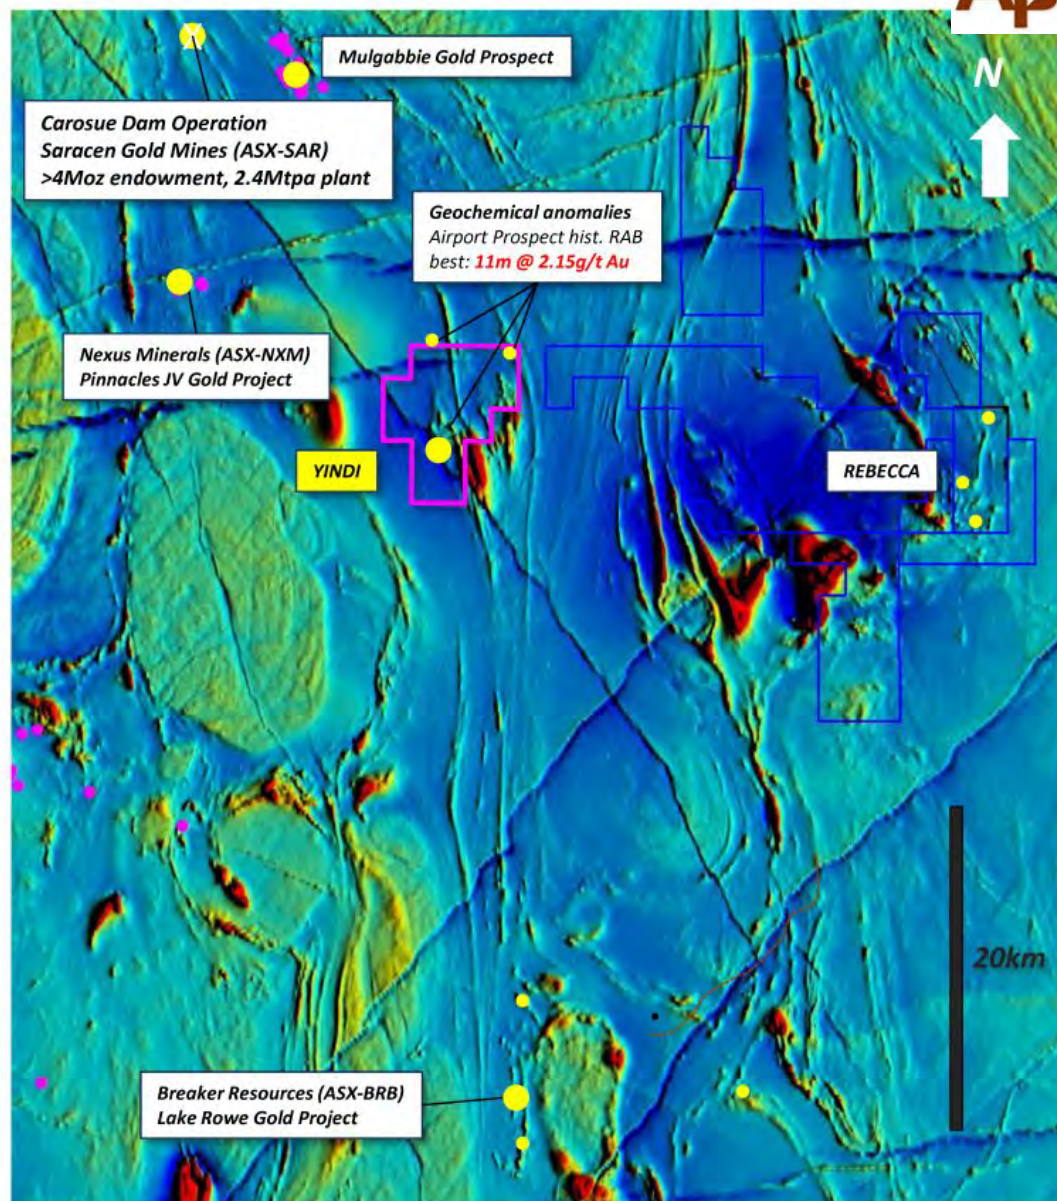 Ap
Mulgabbie Gold Prospect
N
Carosue Dam Operation
Saracen Gold Mines (ASX-SAR)
>4Moz endowment, 2.4Mtpa plant
Geochemical anomalies
Airport Prospect hist. RAB
best: 11m @ 2.15g/t Au
Nexus Minerals (ASX-NXM)
Pinnacles JV Gold Project
YINDI
REBECCA
20km
Breaker Resources (ASX-BRB)
Lake Rowe Gold Project